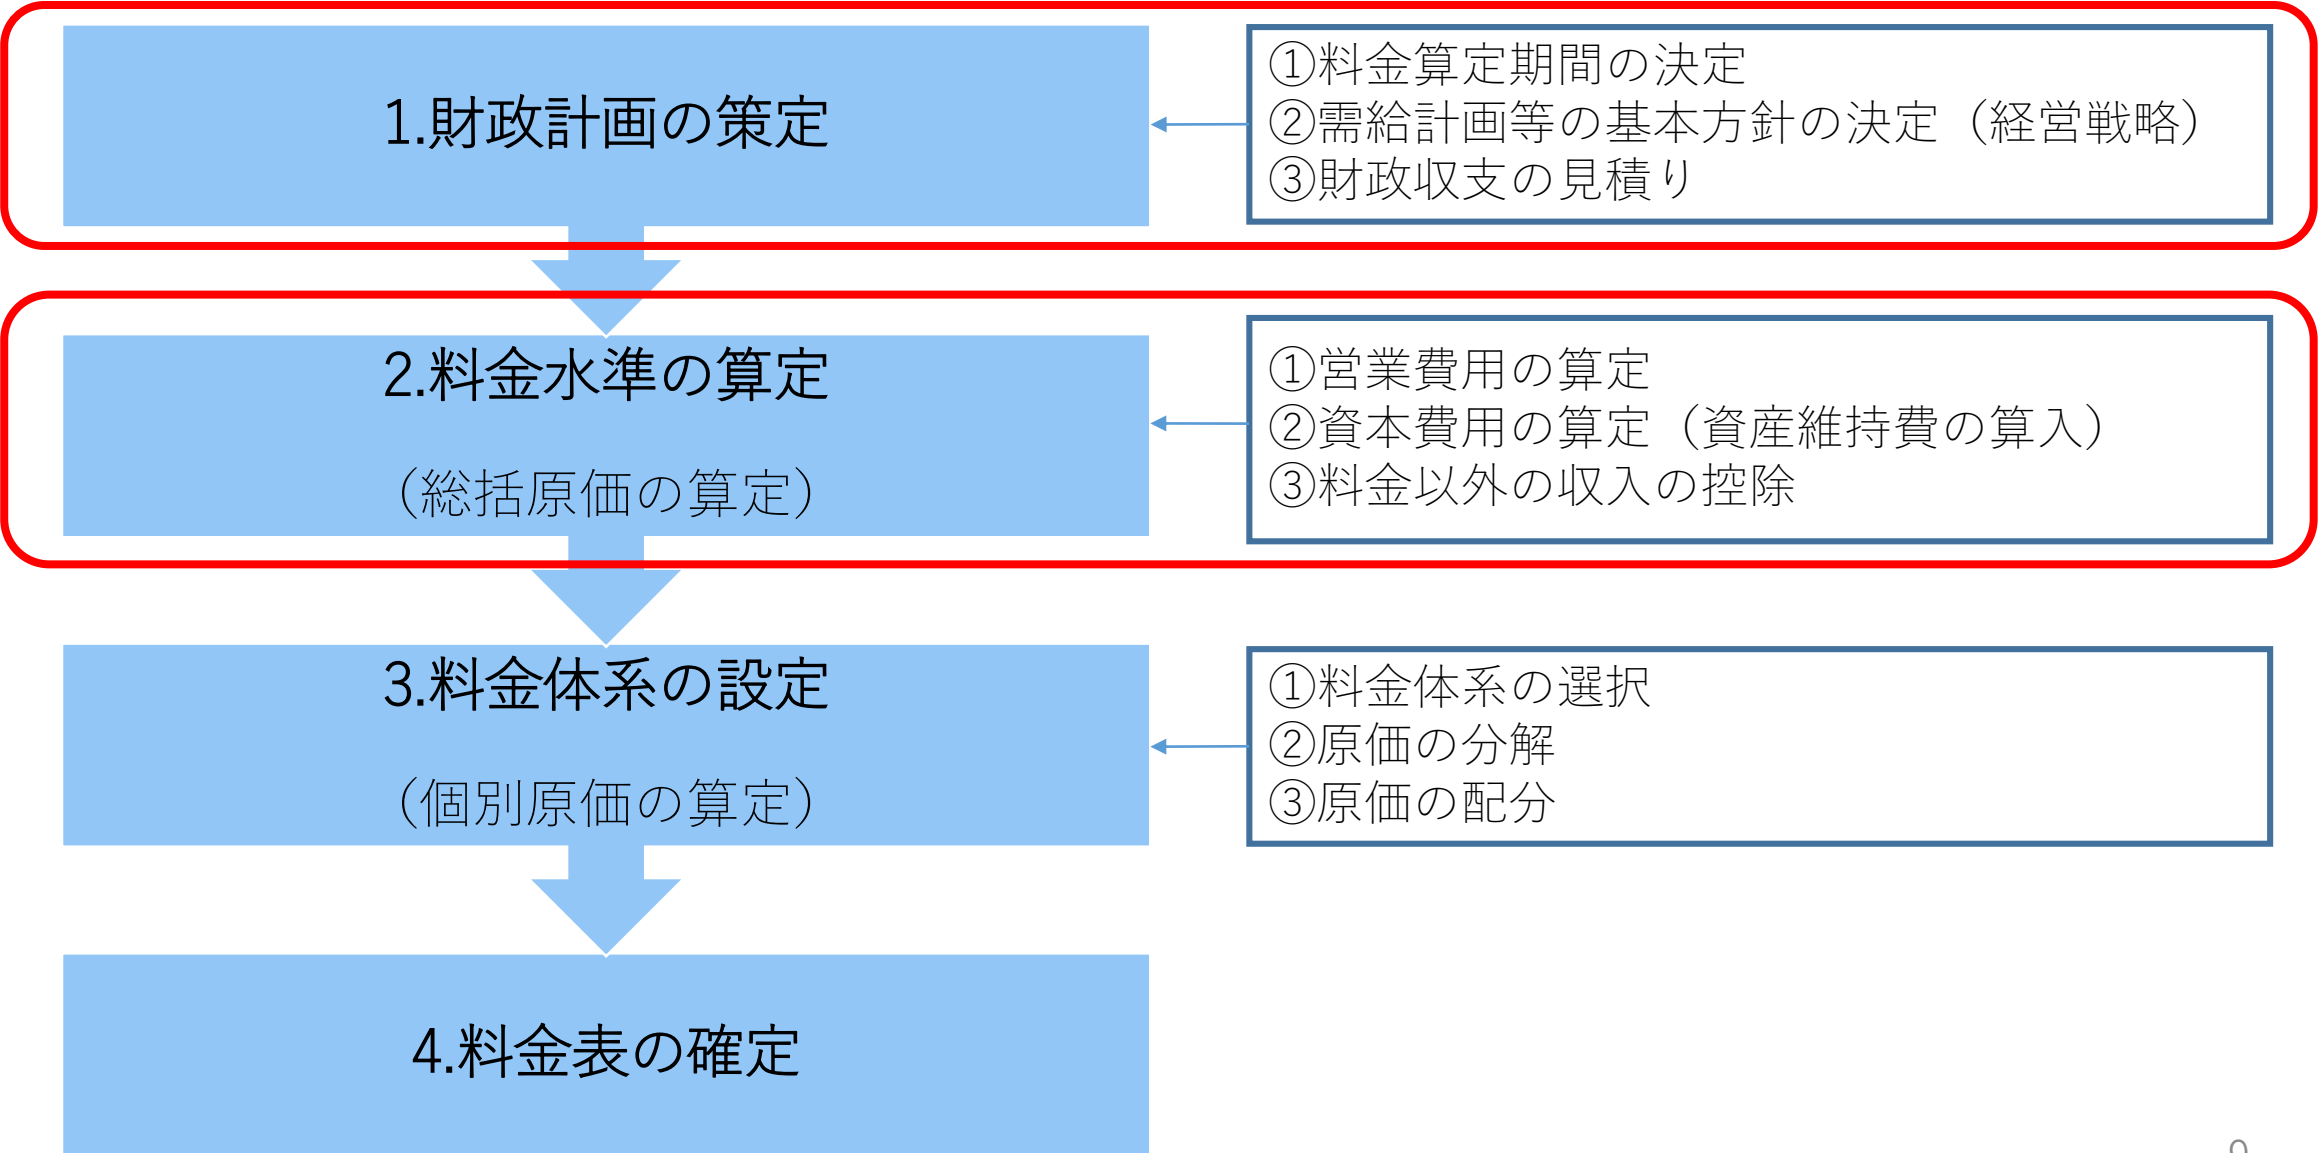 1.財政計画の策定
①料金算定期間の決定
②需給計画等の基本方針の決定（経営戦略）
③財政収支の見積り
2.料金水準の算定
（総括原価の算定）
①営業費用の算定
②資本費用の算定（資産維持費の算入）
③料金以外の収入の控除
3.料金体系の設定
（個別原価の算定）
①料金体系の選択
②原価の分解
③原価の配分
4.料金表の確定